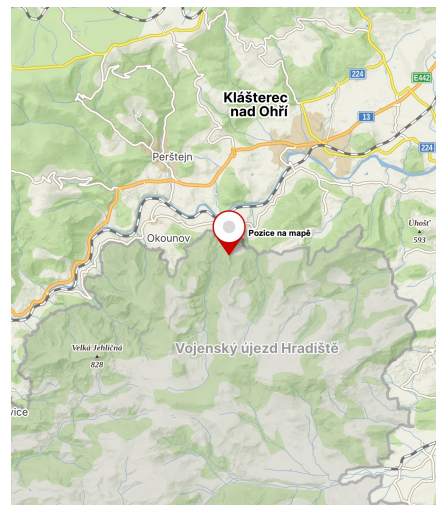 224
E442
Klášterec
nad Ohří
13
224
Perštejn
Úhošť
593
Pozice na mapě
Okounov
Vojenský újezd Hradiště
Velká Jehličná
828
vice